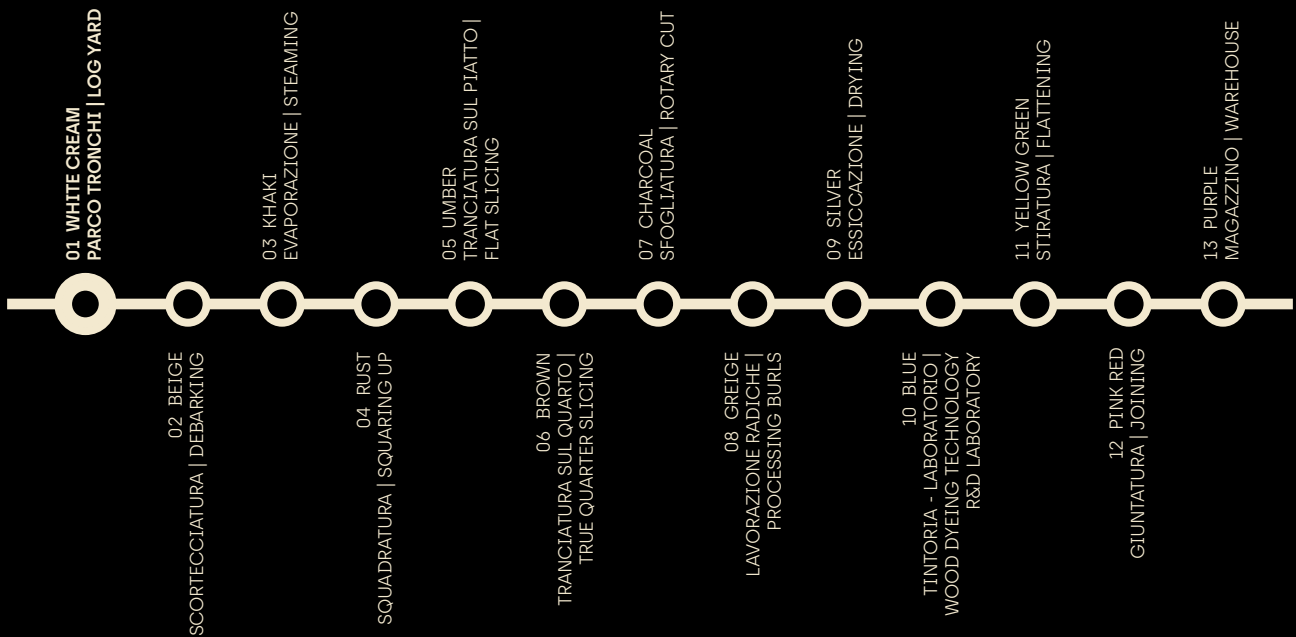 01 WHITE CREAM
PARCO TRONCHI | LOG YARD
02 BEIGE
SCORTECCIATURA | DEBARKING
03 KHAKI
EVAPORAZIONE | STEAMING
04 RUST
SQUADRATURA | SQUARING UP
05 UMBER
TRANCIATURA SUL PIATTO |
FLAT SLICING
06 BROWN
TRANCIATURA SUL QUARTO |
TRUE QUARTER SLICING
07 CHARCOAL
SFOGLIATURA | ROTARY CUT
08 GREIGE
LAVORAZIONE RADICHE |
PROCESSING BURLS
09 SILVER
ESSICCAZIONE | DRYING
10 BLUE
TINTORIA - LABORATORIO |
WOOD DYEING TECHNOLOGY
R&D LABORATORY
11 YELLOW GREEN
STIRATURA | FLATTENING
12 PINK RED
GIUNTATURA | JOINING
13 PURPLE
MAGAZZINO | WAREHOUSE